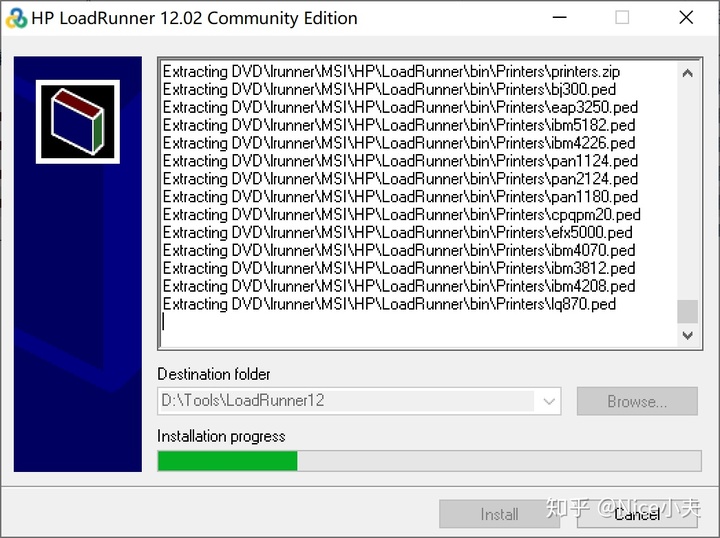 HP LoadRunner 12.02 Community Edition
Extracting DVD\lrunner\MSI\HP\LoadRunner\bin\Printers\printers.zip
Extracting DVD\lrunner\MSI\HP\LoadRunner\bin\Printers\bj300.ped
Extracting DVD\lrunner\MSI\HP\LoadRunner\bin\Printers\eap3250.ped
Extracting DVD\lrunner\MSI\HP\LoadRunner\bin\Printers\ibm5182.ped
Extracting DVD\lrunner\MSI\HP\LoadRunner\bin\Printers\ibm4226.ped
Extracting DVD\lrunner\MSI\HP\LoadRunner\bin\Printers\pan1124.ped
Extracting DVD\lrunner\MSI\HP\LoadRunner\bin\Printers\pan2124.ped
Extracting DVD\lrunner\MSI\HP\LoadRunner\bin\Printers\pan1180.ped
Extracting DVD\lrunner\MSI\HP\LoadRunner\bin\Printers\cpqpm20.ped
Extracting DVD\lrunner\MSI\HP\LoadRunner\bin\Printers\efx5000.ped
Extracting DVD\lrunner\MSI\HP\LoadRunner\bin\Printers\ibm4070.ped
Extracting DVD\lrunner\MSI\HP\LoadRunner\bin\Printers\ibm3812.ped
Extracting DVD\lrunner\MSI\HP\LoadRunner\bin\Printers\ibm4208.ped
Extracting DVD\lrunner\MSI\HP\LoadRunner\bin\Printers\lq870.ped
Destination folder
D:\Tools\LoadRunner12
Browse...
Installation progress
Install
Cancel
知乎 @Nice小夫